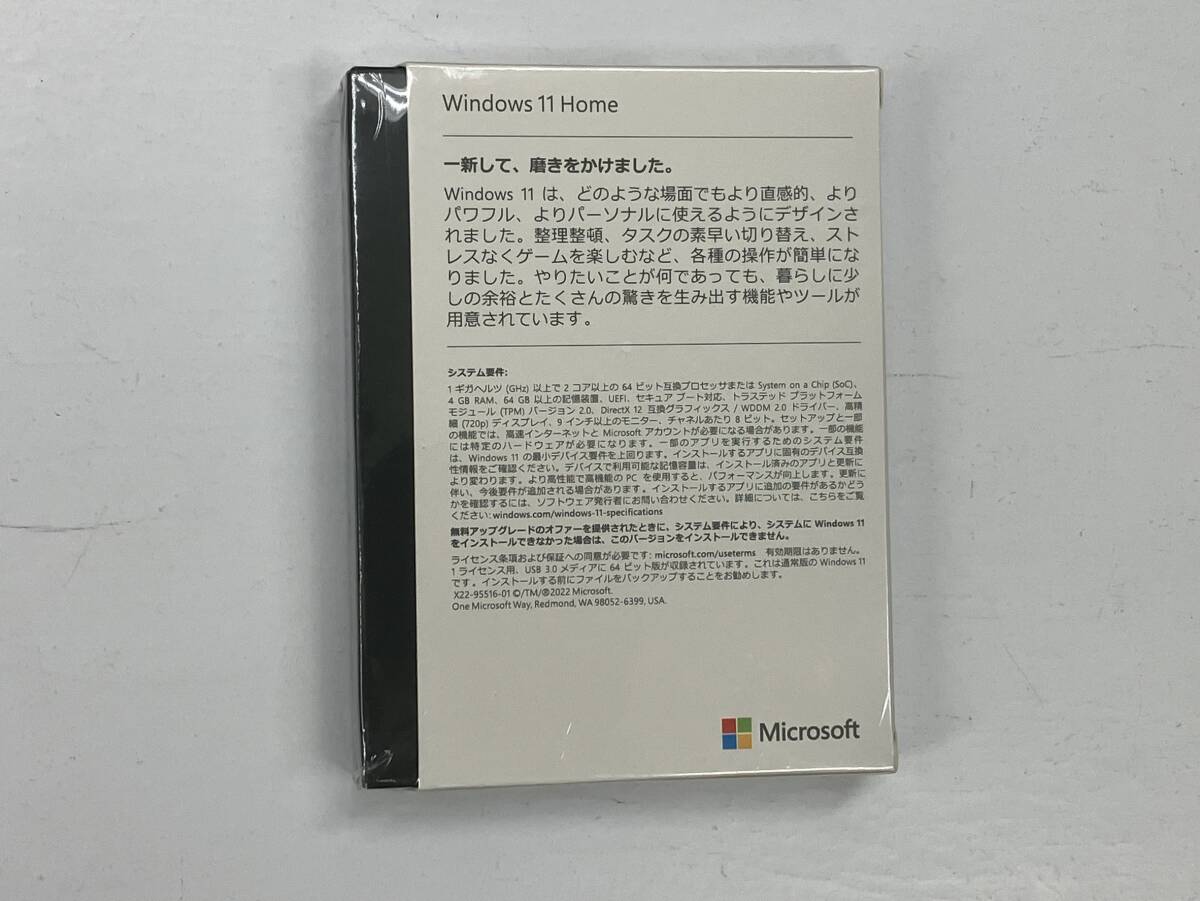 Windows 11 Home
一新して、磨きをかけました。
Windows 11 は、どのような場面でもより直感的、より
パワフル、よりパーソナルに使えるようにデザインさ
れました。整理整頓、タスクの素早い切り替え、スト
レスなくゲームを楽しむなど、各種の操作が簡単にな
りました。やりたいことが何であっても、暮らしに少
しの余裕とたくさんの驚きを生み出す機能やツールが
用意されています。
システム要件:
1 ギガヘルツ (GHz) 以上で 2 コア以上の 64 ビット互換プロセッサまたは System on a Chip (SoC)、
4 GB RAM、64 GB 以上の記憶装置、UEFI、セキュア ブート対応、トラステッド プラットフォーム
モジュール (TPM) バージョン 2.0、DirectX 12 互換グラフィックス / WDDM 2.0 ドライバー、高精
細 (720p) ディスプレイ、9 インチ以上のモニター、チャネルあたり 8 ビット。セットアップと一部
の機能では、高速インターネットと Microsoft アカウントが必要になる場合があります。一部の機能
には特定のハードウェアが必要になります。一部のアプリを実行するためのシステム要件
は、Windows 11 の最小デバイス要件を上回ります。インストールするアプリに固有のデバイス互換
性情報をご確認ください。デバイスで利用可能な記憶容量は、インストール済みのアプリと更新に
より変わります。より高性能で高機能の PC を使用すると、パフォーマンスが向上します。更新に
伴い、今後要件が追加される場合があります。インストールするアプリに追加の要件があるかどう
かを確認するには、ソフトウェア発行者にお問い合わせください。詳細については、こちらをご覧
ください: windows.com/windows-11-specifications
無料アップグレードのオファーを提供されたときに、システム要件により、システムに Windows 11
をインストールできなかった場合は、このバージョンをインストールできません。
ライセンス条項および保証への同意が必要です: microsoft.com/useterms 有効期限はありません。
1 ライセンス用、USB 3.0 メディアに 64 ビット版が収録されています。これは通常版の Windows 11
です。インストールする前にファイルをバックアップすることをお勧めします。
X22-95516-01 ©/TM/®2022 Microsoft.
One Microsoft Way, Redmond, WA 98052-6399, USA.
Microsoft